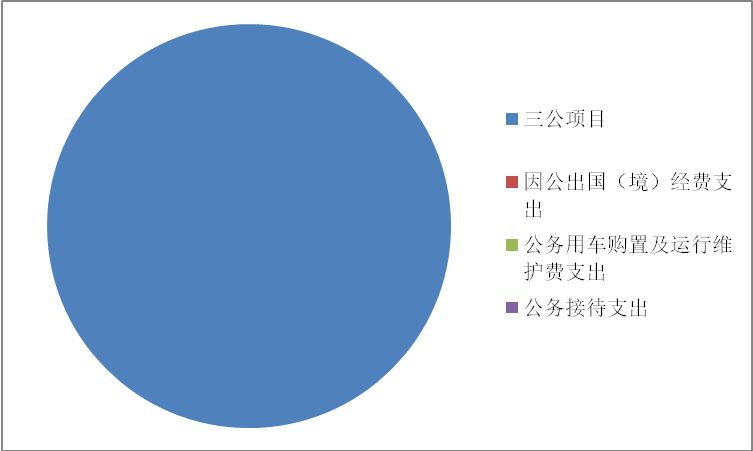 三公项目
因公出国（境）经费支
出
公务用车购置及运行维
护费支出
公务接待支出